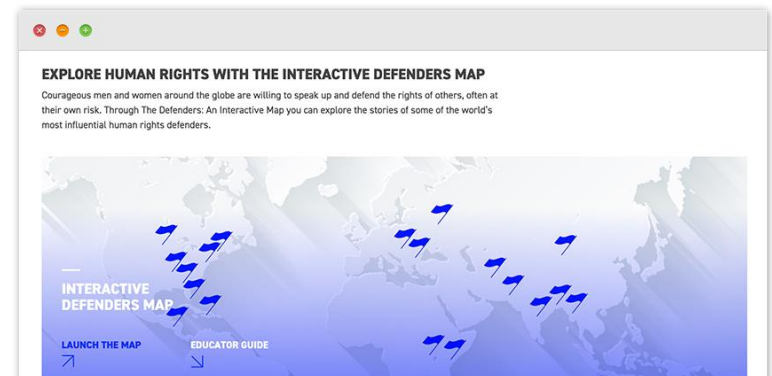 EXPLORE HUMAN RIGHTS WITH THE INTERACTIVE DEFENDERS MAP
Courageous men and women around the globe are willing to speak up and defend the rights of others, often at
their own risk. Through The Defenders: An Interactive Map you can explore the stories of some of the world's
most influential human rights defenders.
INTERACTIVE
DEFENDERS MAP
LAUNCH THE MAP
EDUCATOR GUIDE